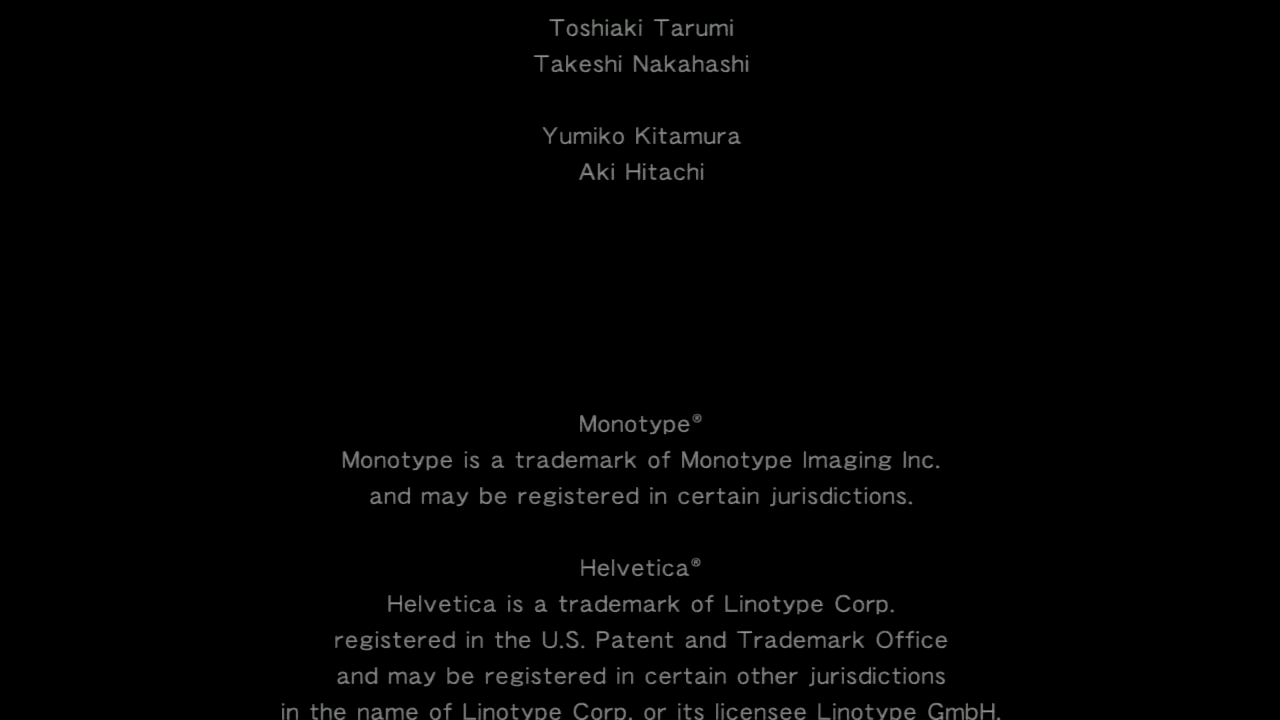 Toshiaki Tarumi
Takeshi Nakahashi
Yumiko Kitamura
Aki Hitachi
Monotype®
Monotype is a trademark of Monotype Imaging Inc.
and may be registered in certain jurisdictions.
Helvetica®
Helvetica is a trademark of Linotype Corp.
registered in the U.S. Patent and Trademark Office
and may be registered in certain other jurisdictions
in the name of Linotype Corp. or its licensee Linotype GmbH.